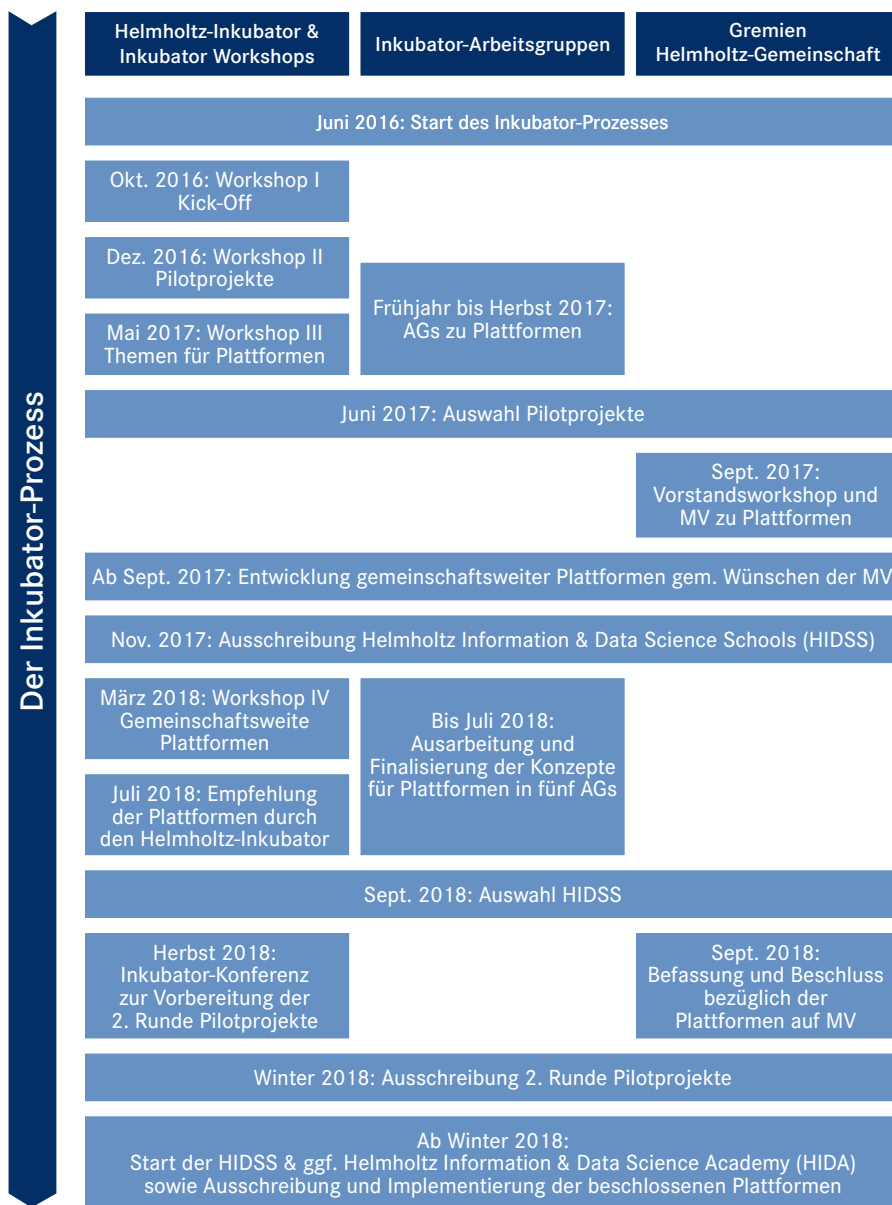 Der Inkubator-Prozess
Helmholtz-Inkubator &
Inkubator Workshops
Inkubator-Arbeitsgruppen
Gremien
Helmholtz-Gemeinschaft
Juni 2016: Start des Inkubator-Prozesses
Okt. 2016: Workshop I
Kick-Off
Dez. 2016: Workshop II
Pilotprojekte
Mai 2017: Workshop III
Themen für Plattformen
Frühjahr bis Herbst 2017:
AGs zu Plattformen
Juni 2017: Auswahl Pilotprojekte
Sept. 2017:
Vorstandsworkshop und
MV zu Plattformen
Ab Sept. 2017: Entwicklung gemeinschaftsweiter Plattformen gem. Wünschen der MV
Nov. 2017: Ausschreibung Helmholtz Information & Data Science Schools (HIDSS)
März 2018: Workshop IV
Gemeinschaftsweite
Plattformen
Juli 2018: Empfehlung
der Plattformen durch
den Helmholtz-Inkubator
Bis Juli 2018:
Ausarbeitung und
Finalisierung der Konzepte
für Plattformen in fünf AGs
Sept. 2018: Auswahl HIDSS
Herbst 2018:
Inkubator-Konferenz
zur Vorbereitung der
2. Runde Pilotprojekte
Sept. 2018:
Befassung und Beschluss
bezüglich der
Plattformen auf MV
Winter 2018: Ausschreibung 2. Runde Pilotprojekte
Ab Winter 2018:
Start der HIDSS & ggf. Helmholtz Information & Data Science Academy (HIDA)
sowie Ausschreibung und Implementierung der beschlossenen Plattformen